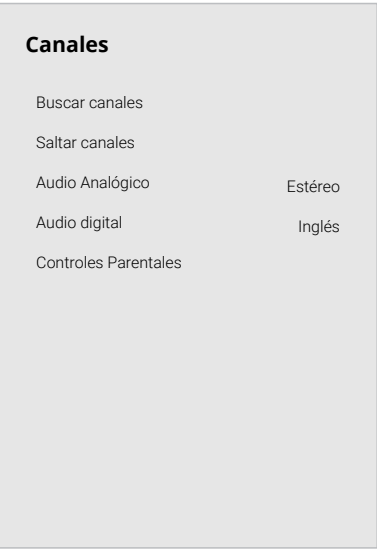 Canales
Buscar canales
Saltar canales
Audio Analógico Estéreo
Audio digital Inglés
Controles Parentales